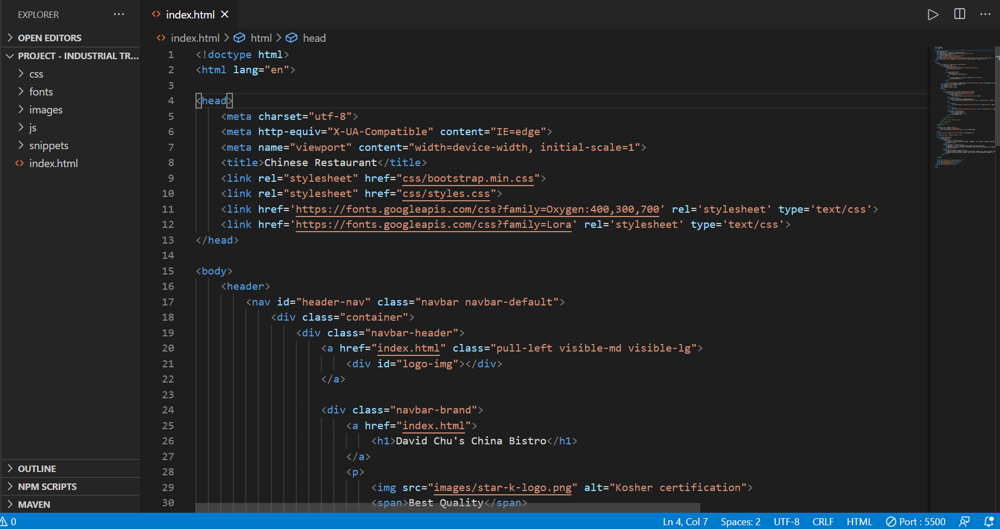 EXPLORER
OPEN EDITORS
PROJECT - INDUSTRIAL TR...
css
fonts
images
js
snippets
index.html
OUTLINE
NPM SCRIPTS
MAVEN
index.html
index.html > html > head
1 <!doctype html>
2 <html lang="en">
3
4 <head>
5 <meta charset="utf-8">
6 <meta http-equiv="X-UA-Compatible" content="IE=edge">
7 <meta name="viewport" content="width=device-width, initial-scale=1">
8 <title>Chinese Restaurant</title>
9 <link rel="stylesheet" href="css/bootstrap.min.css">
10 <link rel="stylesheet" href="css/styles.css">
11 <link href='https://fonts.googleapis.com/css?family=Oxygen:400,300,700' rel='stylesheet' type='text/css'>
12 <link href='https://fonts.googleapis.com/css?family=Lora' rel='stylesheet' type='text/css'>
13 </head>
14
15 <body>
16 <header>
17 <nav id="header-nav" class="navbar navbar-default">
18 <div class="container">
19 <div class="navbar-header">
20 <a href="index.html" class="pull-left visible-md visible-lg">
21 <div id="logo-img"></div>
22 </a>
23
24 <div class="navbar-brand">
25 <a href="index.html">
26 <h1>David Chu's China Bistro</h1>
27 </a>
28 <p>
29 <img src="images/star-k-logo.png" alt="Kosher certification">
30 <span>Best Quality</span>
0
Ln 4, Col 7
Spaces: 2
UTF-8
CRLF
HTML
Port : 5500